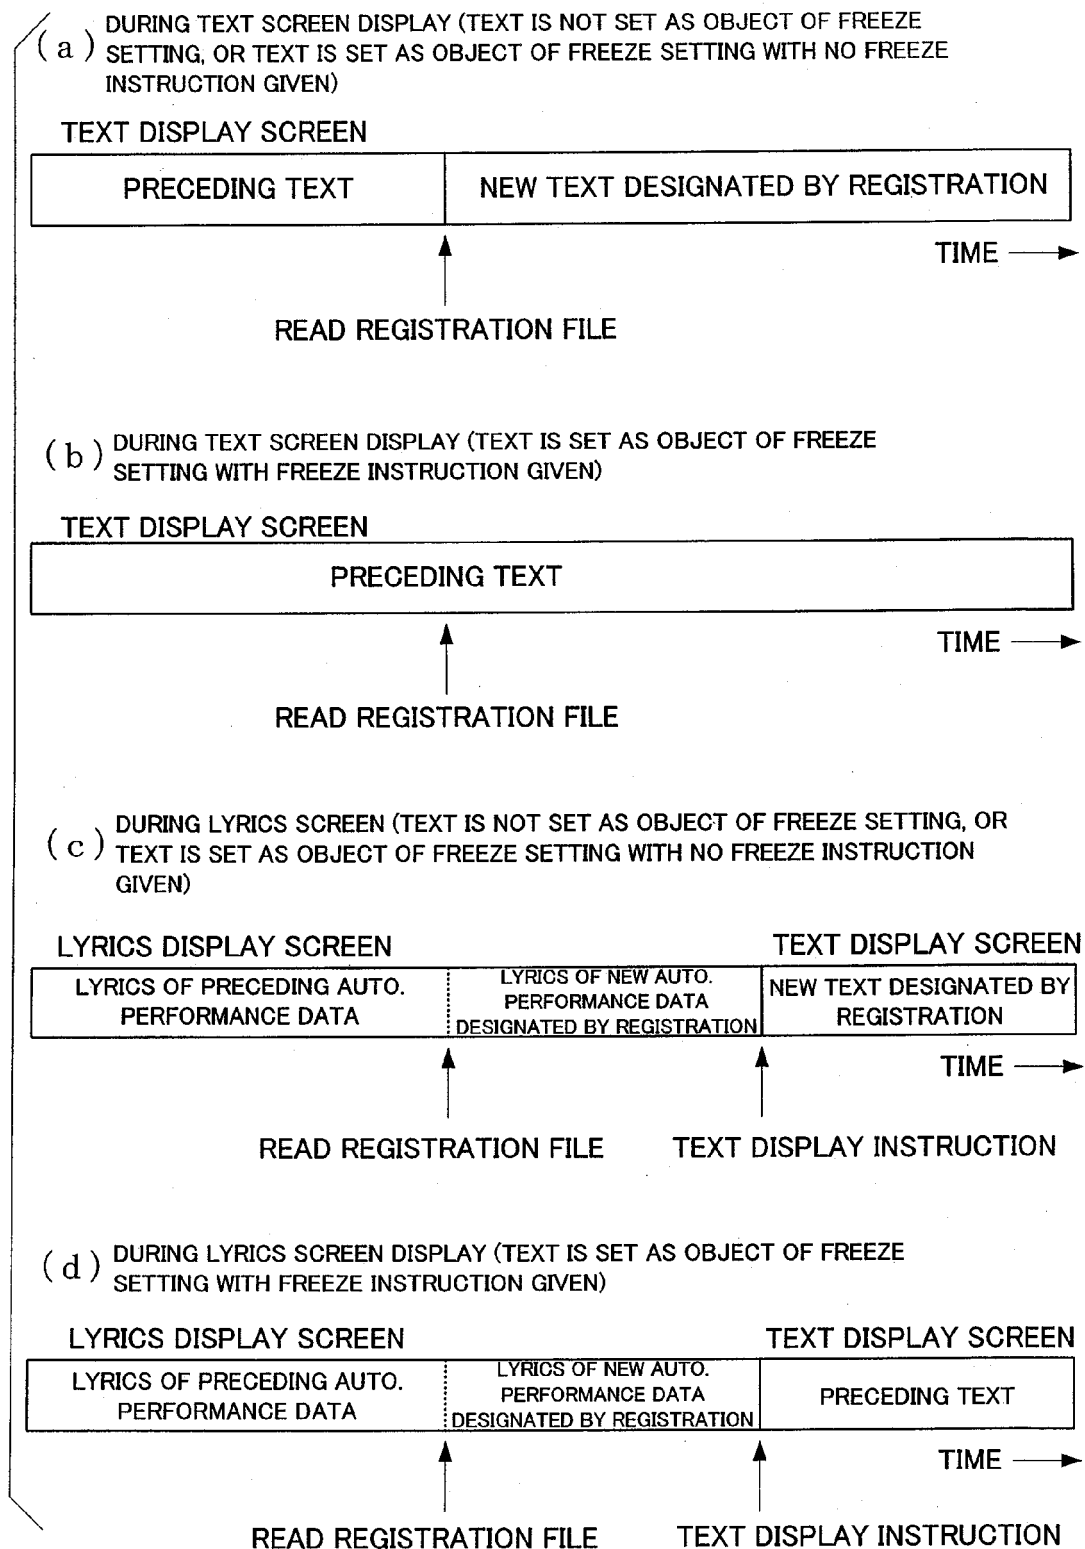 (a) DURING TEXT SCREEN DISPLAY (TEXT IS NOT SET AS OBJECT OF FREEZE
SETTING, OR TEXT IS SET AS OBJECT OF FREEZE SETTING WITH NO FREEZE
INSTRUCTION GIVEN)
TEXT DISPLAY SCREEN
PRECEDING TEXT
NEW TEXT DESIGNATED BY REGISTRATION
TIME
READ REGISTRATION FILE
(b) DURING TEXT SCREEN DISPLAY (TEXT IS SET AS OBJECT OF FREEZE
SETTING WITH FREEZE INSTRUCTION GIVEN)
TEXT DISPLAY SCREEN
PRECEDING TEXT
TIME
READ REGISTRATION FILE
(c) DURING LYRICS SCREEN (TEXT IS NOT SET AS OBJECT OF FREEZE SETTING, OR
TEXT IS SET AS OBJECT OF FREEZE SETTING WITH NO FREEZE INSTRUCTION
GIVEN)
LYRICS DISPLAY SCREEN
TEXT DISPLAY SCREEN
LYRICS OF PRECEDING AUTO.
PERFORMANCE DATA
LYRICS OF NEW AUTO.
PERFORMANCE DATA
DESIGNATED BY REGISTRATION
NEW TEXT DESIGNATED BY
REGISTRATION
TIME
READ REGISTRATION FILE
TEXT DISPLAY INSTRUCTION
(d) DURING LYRICS SCREEN DISPLAY (TEXT IS SET AS OBJECT OF FREEZE
SETTING WITH FREEZE INSTRUCTION GIVEN)
LYRICS DISPLAY SCREEN
TEXT DISPLAY SCREEN
LYRICS OF PRECEDING AUTO.
PERFORMANCE DATA
LYRICS OF NEW AUTO.
PERFORMANCE DATA
DESIGNATED BY REGISTRATION
PRECEDING TEXT
TIME
READ REGISTRATION FILE
TEXT DISPLAY INSTRUCTION